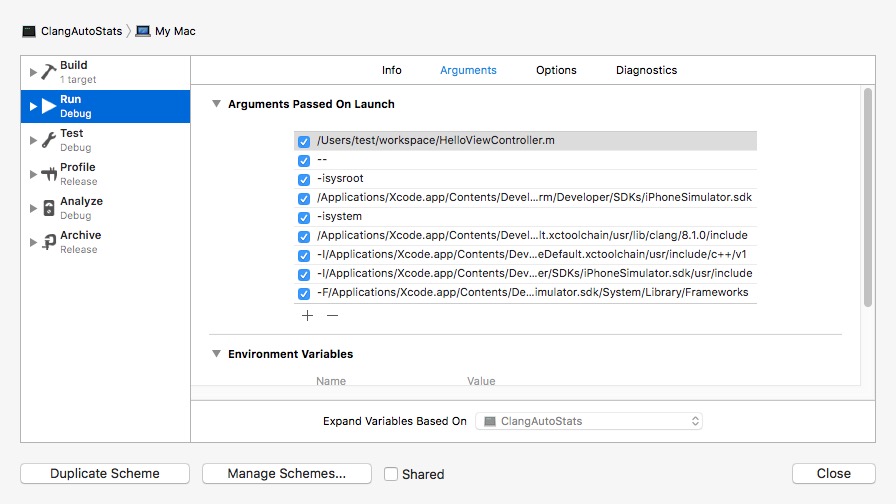 ClangAutoStats My Mac
Build
1 target
Run
Debug
Test
Debug
Profile
Release
Analyze
Debug
Archive
Release
Info Arguments Options Diagnostics
Arguments Passed On Launch
/Users/test/workspace/HelloViewController.m
--
-isysroot
/Applications/Xcode.app/Contents/Devel...rm/Developer/SDKs/iPhoneSimulator.sdk
-isystem
/Applications/Xcode.app/Contents/Devel...lt.xctoolchain/usr/lib/clang/8.1.0/include
-I/Applications/Xcode.app/Contents/Dev...eDefault.xctoolchain/usr/include/c++/v1
-I/Applications/Xcode.app/Contents/Dev...er/SDKs/iPhoneSimulator.sdk/usr/include
-F/Applications/Xcode.app/Contents/De...imulator.sdk/System/Library/Frameworks
Environment Variables
Name Value
Expand Variables Based On ClangAutoStats
Duplicate Scheme Manage Schemes... Shared Close